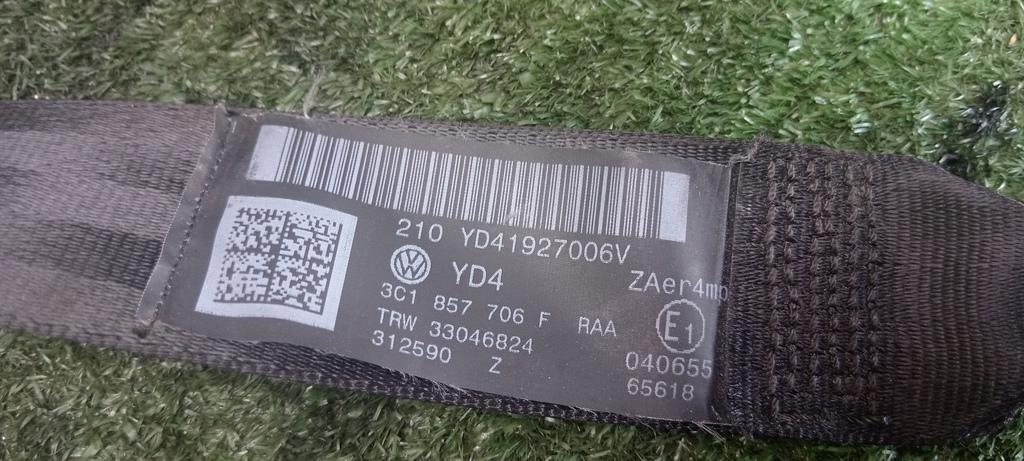 210 YD41927006V
YD4 ZAer4mp
3C1 857 706 F RAA E1
TRW 33046824
312590 Z 040655
65618